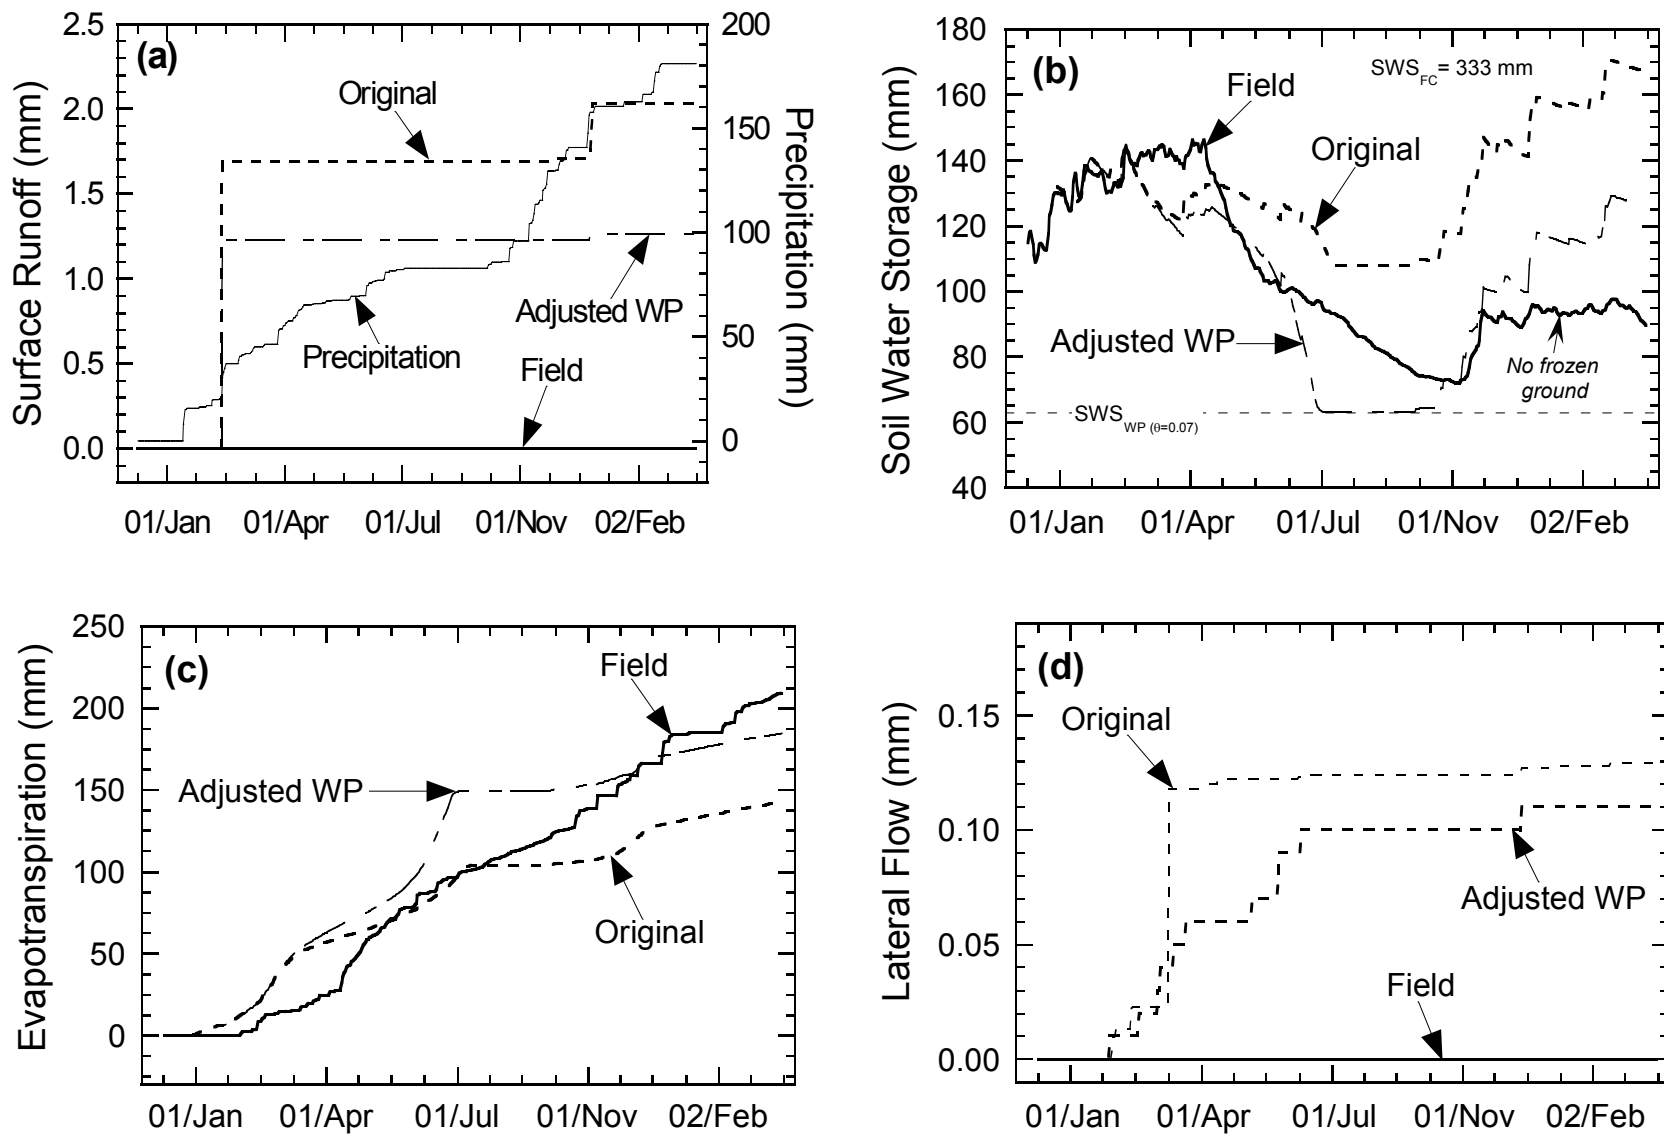 (a)
Surface Runoff (mm)
2.5
2.0
1.5
1.0
0.5
0.0
Original
Adjusted WP
Precipitation
Field
200
150
100
50
0
Precipitation (mm)
01/Jan 01/Apr 01/Jul 01/Nov 02/Feb
(b)
Soil Water Storage (mm)
180
160
140
120
100
80
60
40
SWS FC = 333 mm
Field
Original
Adjusted WP
No frozen
ground
SWS WP (θ=0.07)
01/Jan 01/Apr 01/Jul 01/Nov 02/Feb
(c)
Evapotranspiration (mm)
250
200
150
100
50
0
Field
Adjusted WP
Original
01/Jan 01/Apr 01/Jul 01/Nov 02/Feb
(d)
Lateral Flow (mm)
0.15
0.10
0.05
0.00
Original
Adjusted WP
Field
01/Jan 01/Apr 01/Jul 01/Nov 02/Feb